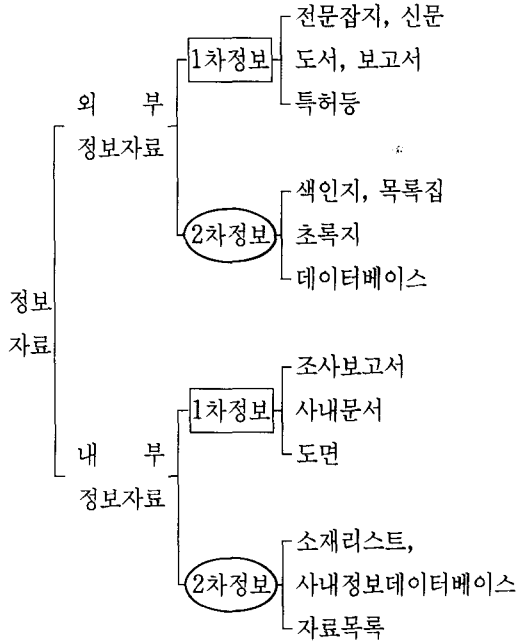 정보
자료
외 부
정보자료
1차정보
전문잡지, 신문
도서, 보고서
특허등
2차정보
색인지, 목록집
초록지
데이터베이스
내 부
정보자료
1차정보
조사보고서
사내문서
도면
2차정보
소재리스트,
사내정보데이터베이스
자료목록